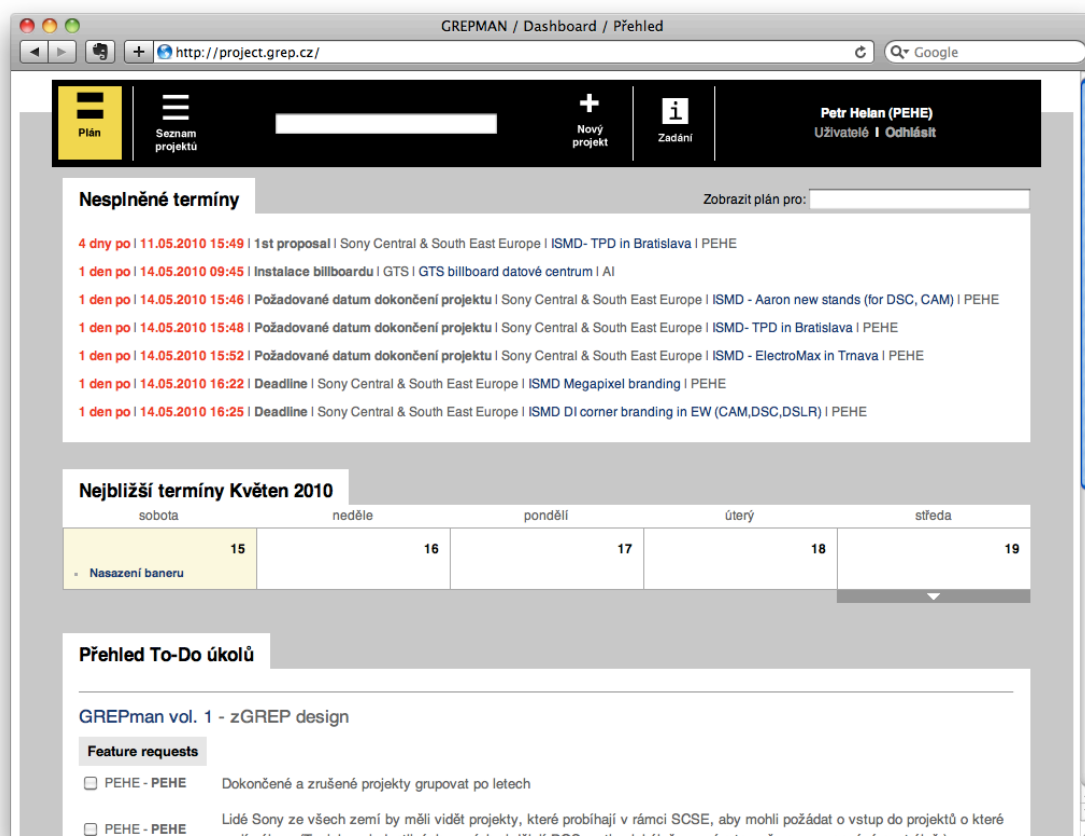 GREPMAN / Dashboard / Přehled
http://project.grep.cz/
Google
Plán
Seznam projektů
Nový projekt
i
Zadání
Petr Helan (PEHE)
Uživatelé I Odhlásit
Nesplněné termíny
Zobrazit plán pro:
4 dny po I 11.05.2010 15:49 I 1st proposal I Sony Central & South East Europe I ISMD- TPD in Bratislava I PEHE
1 den po I 14.05.2010 09:45 I Instalace billboardu I GTS I GTS billboard datové centrum I AI
1 den po I 14.05.2010 15:46 I Požadované datum dokončení projektu I Sony Central & South East Europe I ISMD - Aaron new stands (for DSC, CAM) I PEHE
1 den po I 14.05.2010 15:48 I Požadované datum dokončení projektu I Sony Central & South East Europe I ISMD- TPD in Bratislava I PEHE
1 den po I 14.05.2010 15:52 I Požadované datum dokončení projektu I Sony Central & South East Europe I ISMD - ElectroMax in Trnava I PEHE
1 den po I 14.05.2010 16:22 I Deadline I Sony Central & South East Europe I ISMD Megapixel branding I PEHE
1 den po I 14.05.2010 16:25 I Deadline I Sony Central & South East Europe I ISMD DI corner branding in EW (CAM,DSC,DSLR) I PEHE
Nejbližší termíny Květen 2010
sobota neděle pondělí úterý středa
15 16 17 18 19
Nasazení baneru
Přehled To-Do úkolů
GREPman vol. 1 - zGREP design
Feature requests
PEHE - PEHE Dokončené a zrušené projekty grupovat po letech
PEHE - PEHE Lidé Sony ze všech zemí by měli vidět projekty, které probíhají v rámci SCSE, aby mohli požádat o vstup do projektů o které